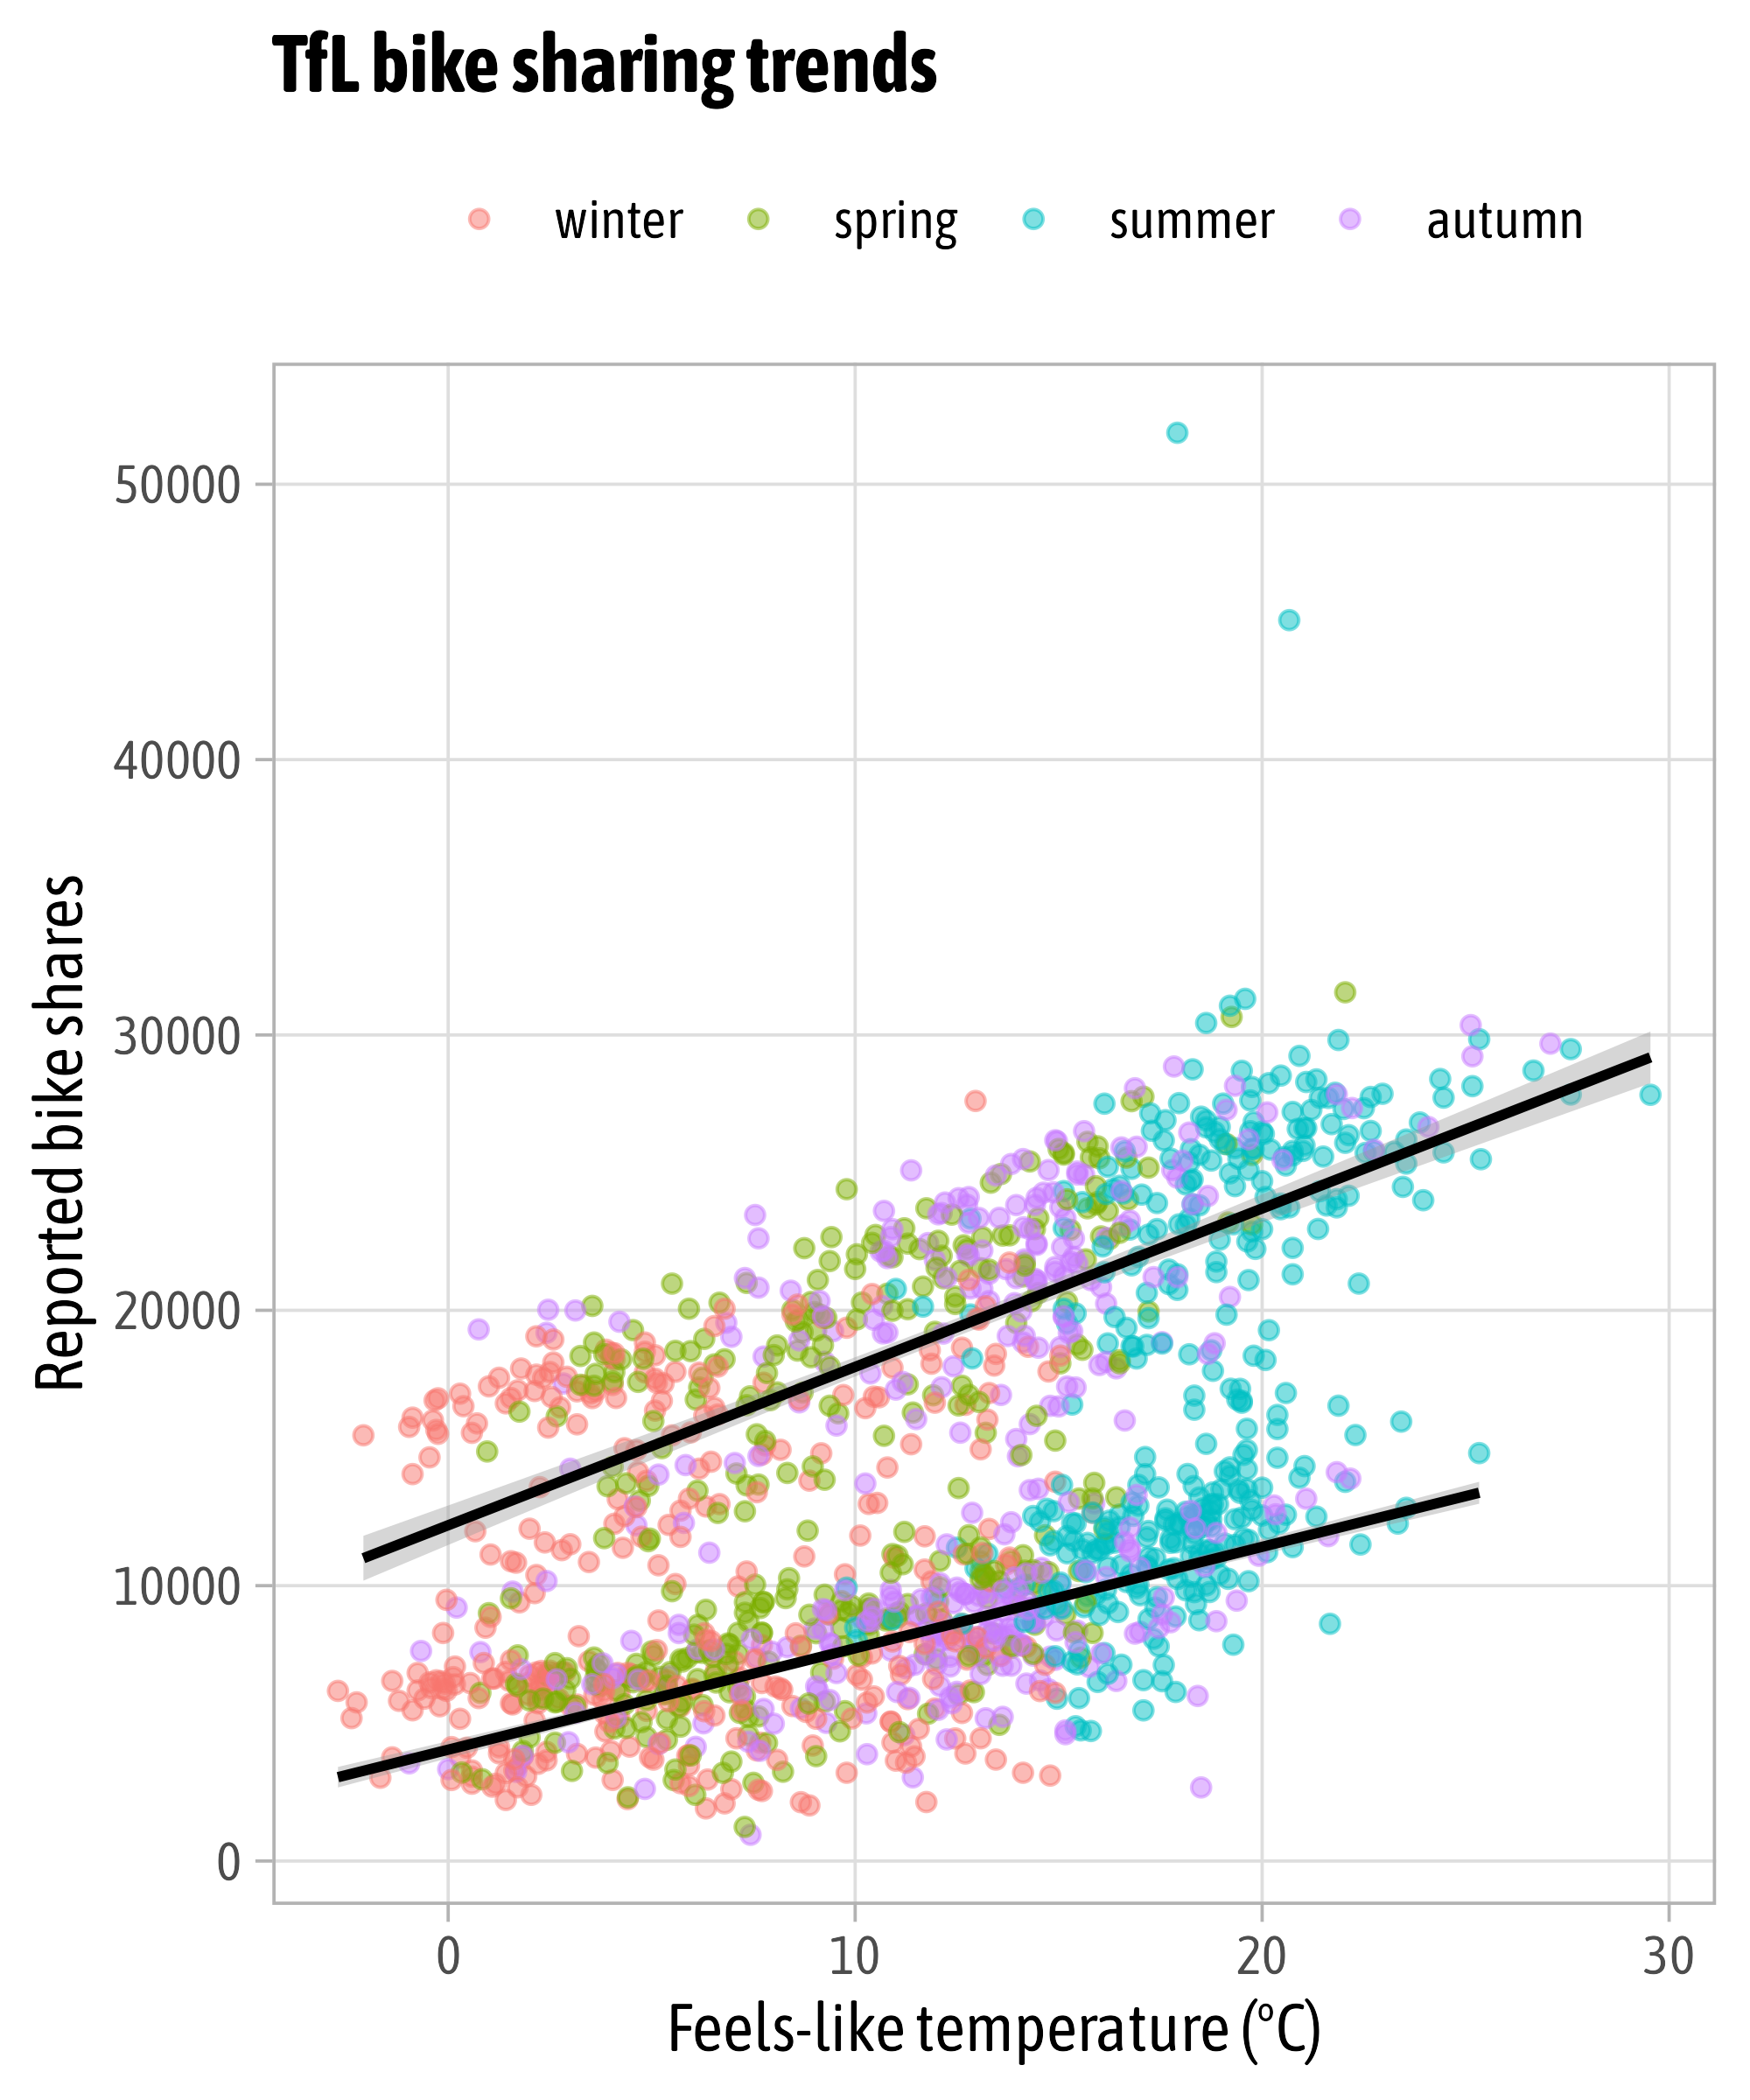 TfL bike sharing trends
winter spring summer autumn
Reported bike shares
50000
40000
30000
20000
10000
0
0 10 20 30
Feels-like temperature (°C)